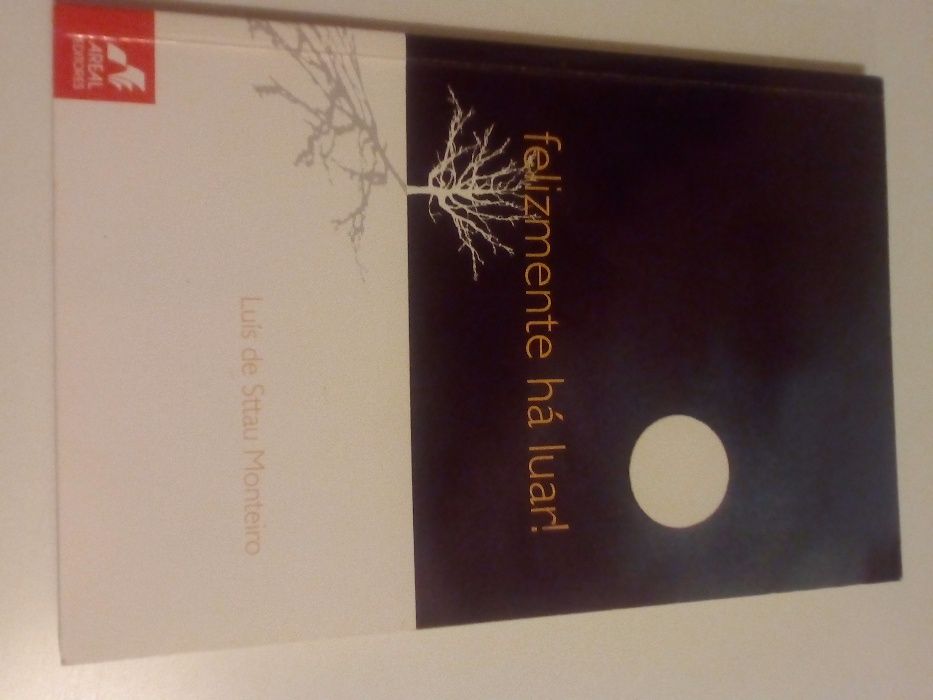 felizmente há luar!
Luís de Sttau Monteiro
AREAL
EDITORES